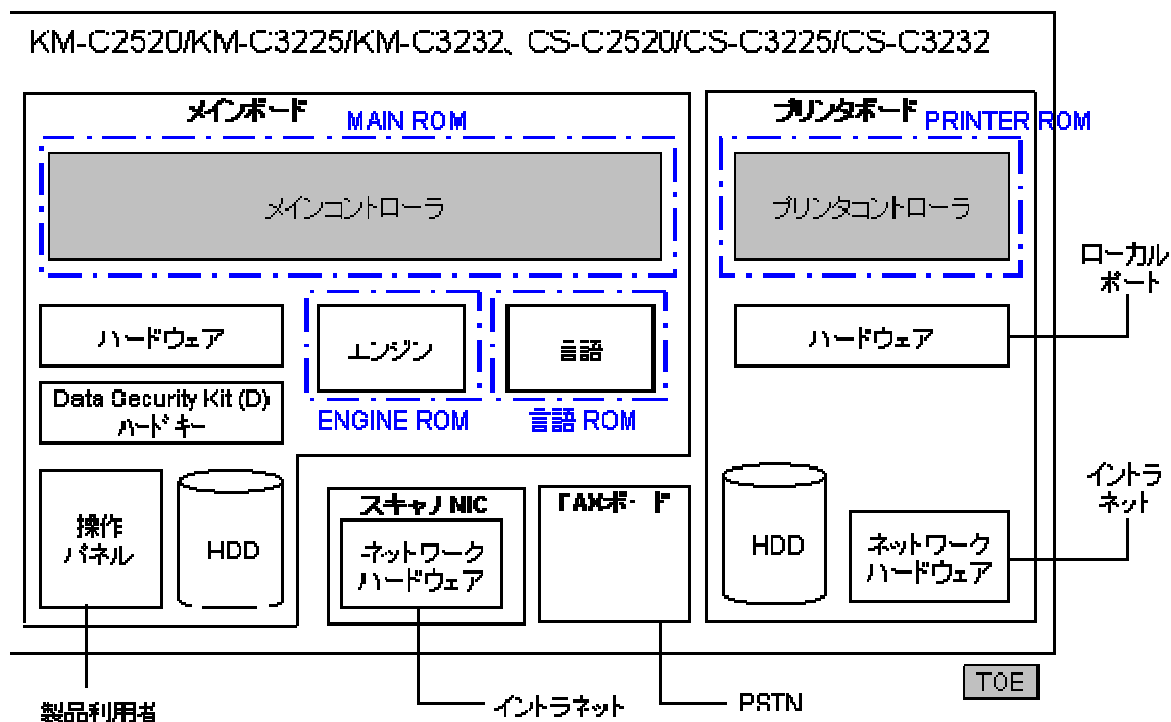 KM-C2520/KM-C3225/KM-C3232、CS-C2520/CS-C3225/CS-C3232
メインボード
MAIN ROM
メインコントローラ
プリンタボード
PRINTER ROM
プリンタコントローラ
ローカル
ポート
ハードウェア
エンジン
言語
ハードウェア
Data Security Kit (D)
ハードキー
ENGINE ROM
言語 ROM
操作
パネル
HDD
スキャナNIC
ネットワーク
ハードウェア
FAXボード
HDD
ネットワーク
ハードウェア
イントラ
ネット
TOE
製品利用者
イントラネット
PSTN